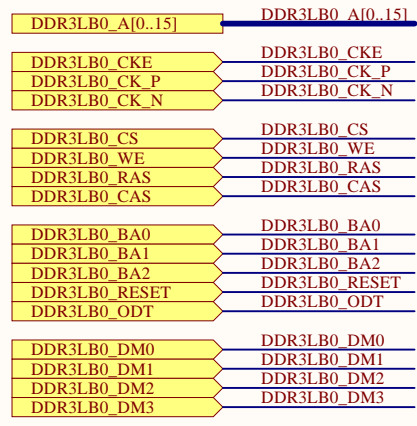 DDR3LB0_A[0..15] DDR3LB0_A[0..15]
DDR3LB0_CKE DDR3LB0_CKE
DDR3LB0_CK_P DDR3LB0_CK_P
DDR3LB0_CK_N DDR3LB0_CK_N
DDR3LB0_CS DDR3LB0_CS
DDR3LB0_WE DDR3LB0_WE
DDR3LB0_RAS DDR3LB0_RAS
DDR3LB0_CAS DDR3LB0_CAS
DDR3LB0_BA0 DDR3LB0_BA0
DDR3LB0_BA1 DDR3LB0_BA1
DDR3LB0_BA2 DDR3LB0_BA2
DDR3LB0_RESET DDR3LB0_RESET
DDR3LB0_ODT DDR3LB0_ODT
DDR3LB0_DM0 DDR3LB0_DM0
DDR3LB0_DM1 DDR3LB0_DM1
DDR3LB0_DM2 DDR3LB0_DM2
DDR3LB0_DM3 DDR3LB0_DM3